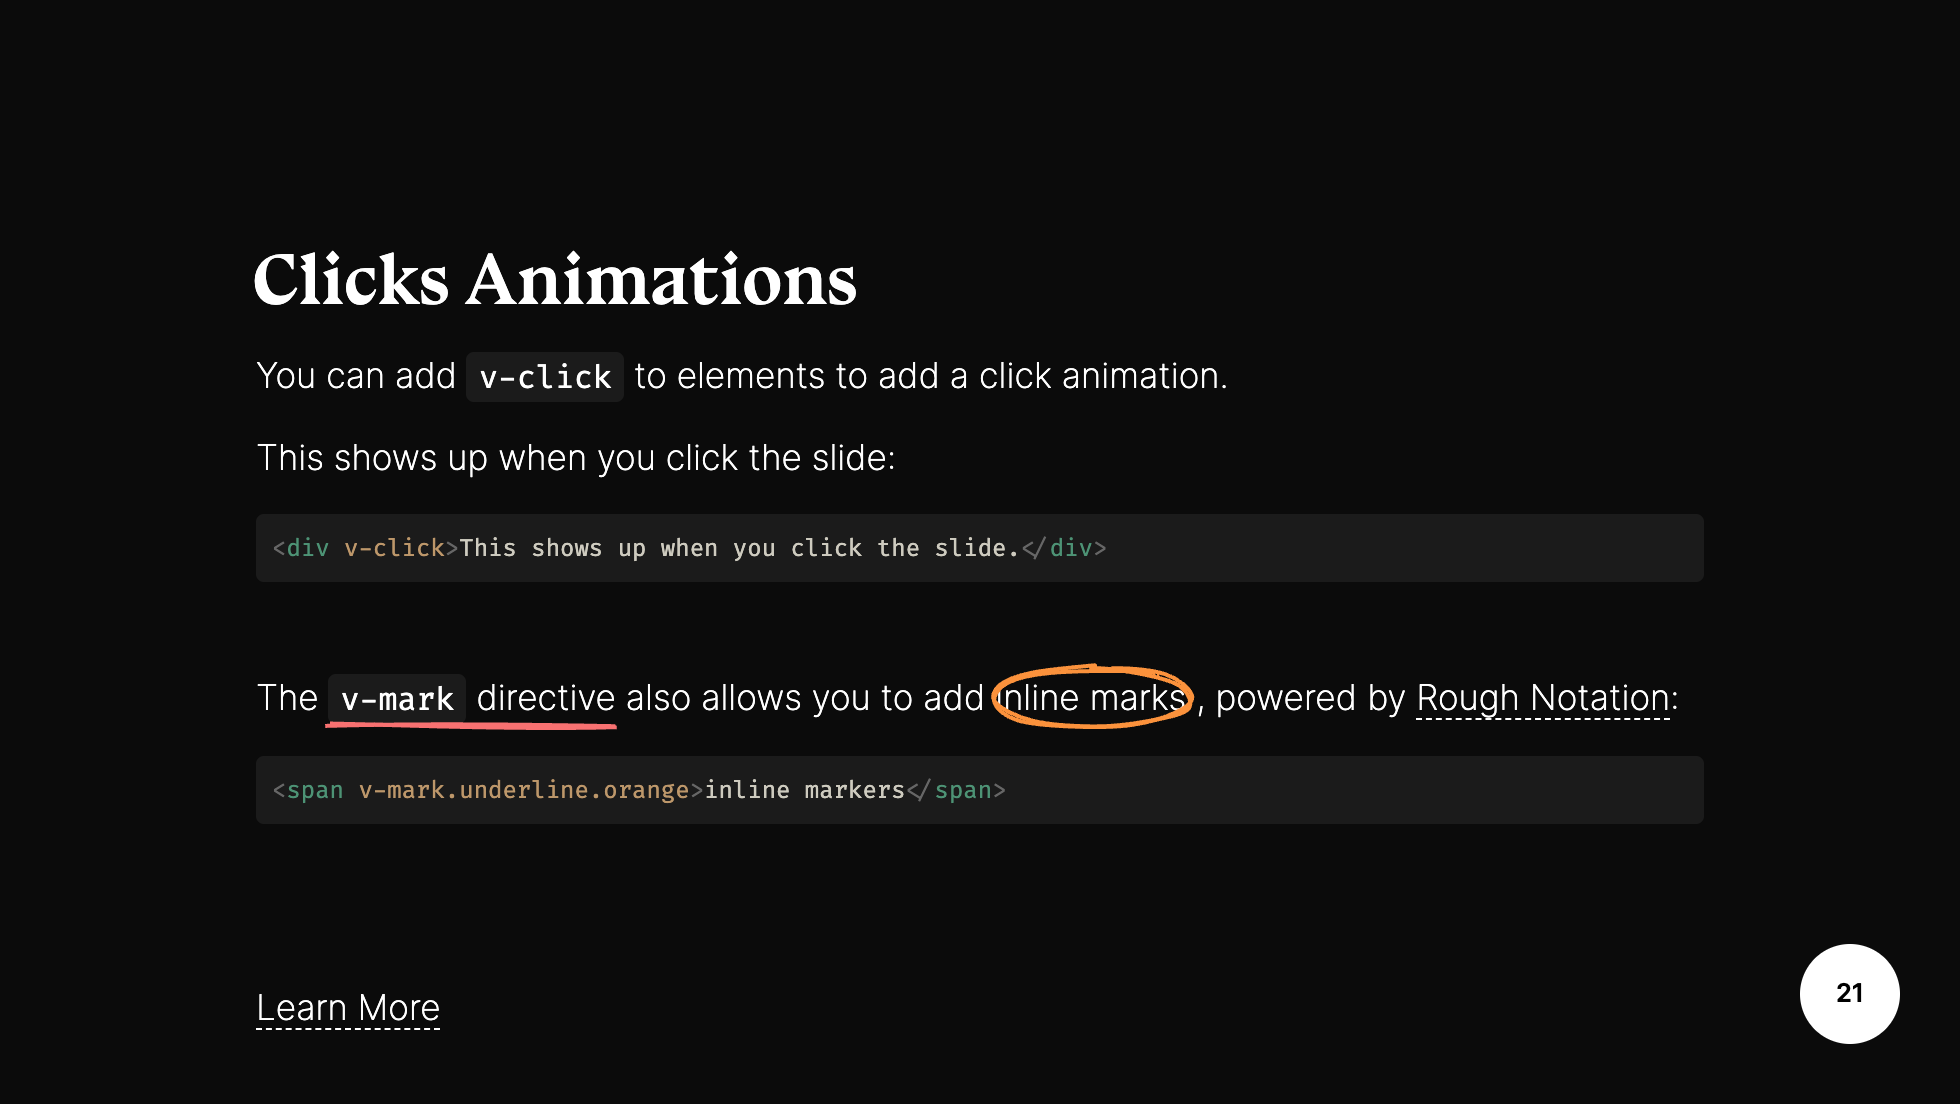 Clicks Animations
You can add v-click to elements to add a click animation.
This shows up when you click the slide:
<div v-click>This shows up when you click the slide.</div>
The v-mark directive also allows you to add inline marks , powered by Rough Notation:
<span v-mark.underline.orange>inline markers</span>
Learn More
21